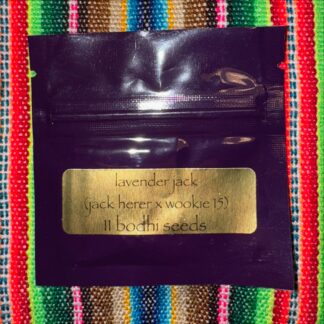 lavender jack
(jack herer x wookie 15)
11 bodhi seeds